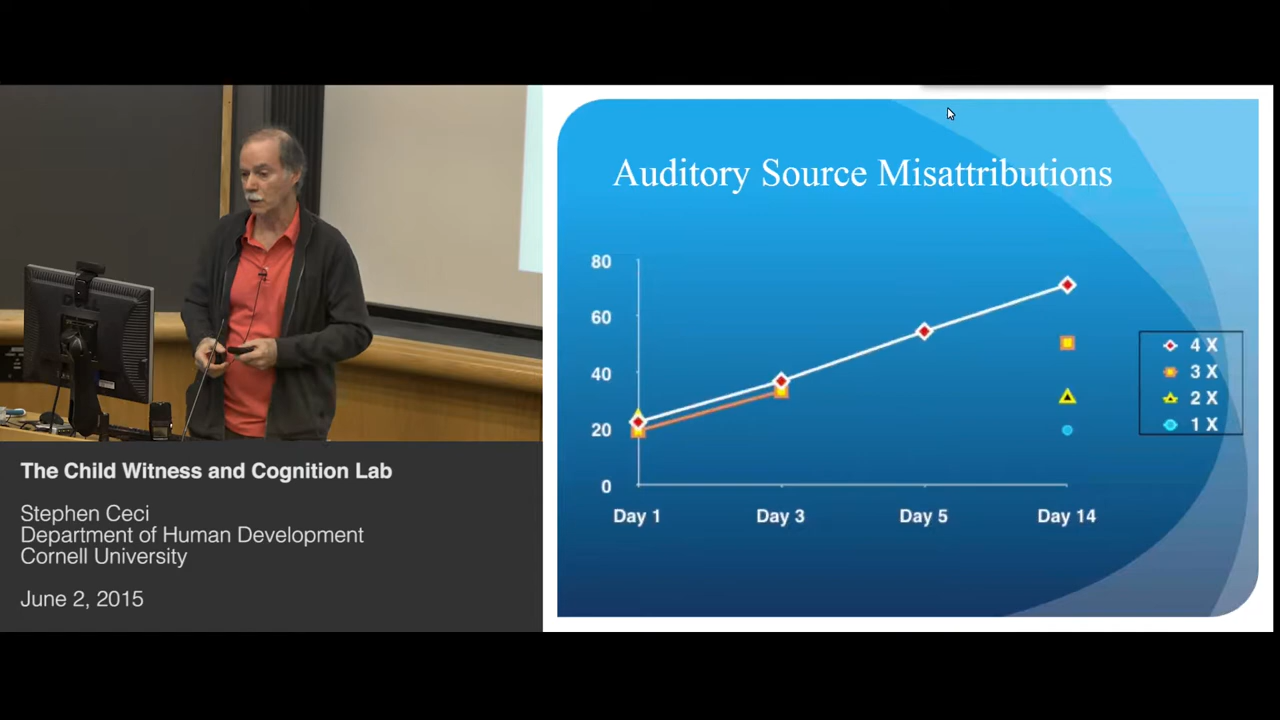 Auditory Source Misattributions
80
60
40
20
0
Day 1
Day 3
Day 5
Day 14
4 X
3 X
2 X
1 X
The Child Witness and Cognition Lab
Stephen Ceci
Department of Human Development
Cornell University
June 2, 2015